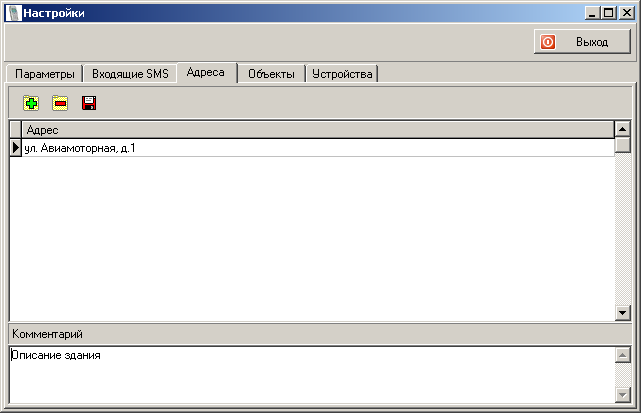 Настройки
Выход
Параметры Входящие SMS Адреса Объекты Устройства
Адрес
ул. Авиамоторная, д.1
Комментарий
Описание здания